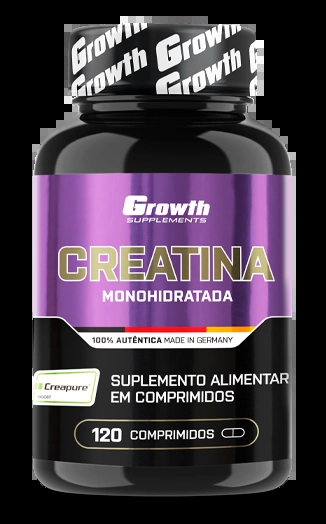 Growth
Growth
Growth
Growth
Growth
SUPPLEMENTS
CREATINA
MONOHIDRATADA
100% AUTÊNTICA MADE IN GERMANY
Creapure®
SUPLEMENTO ALIMENTAR
EM COMPRIMIDOS
120 COMPRIMIDOS